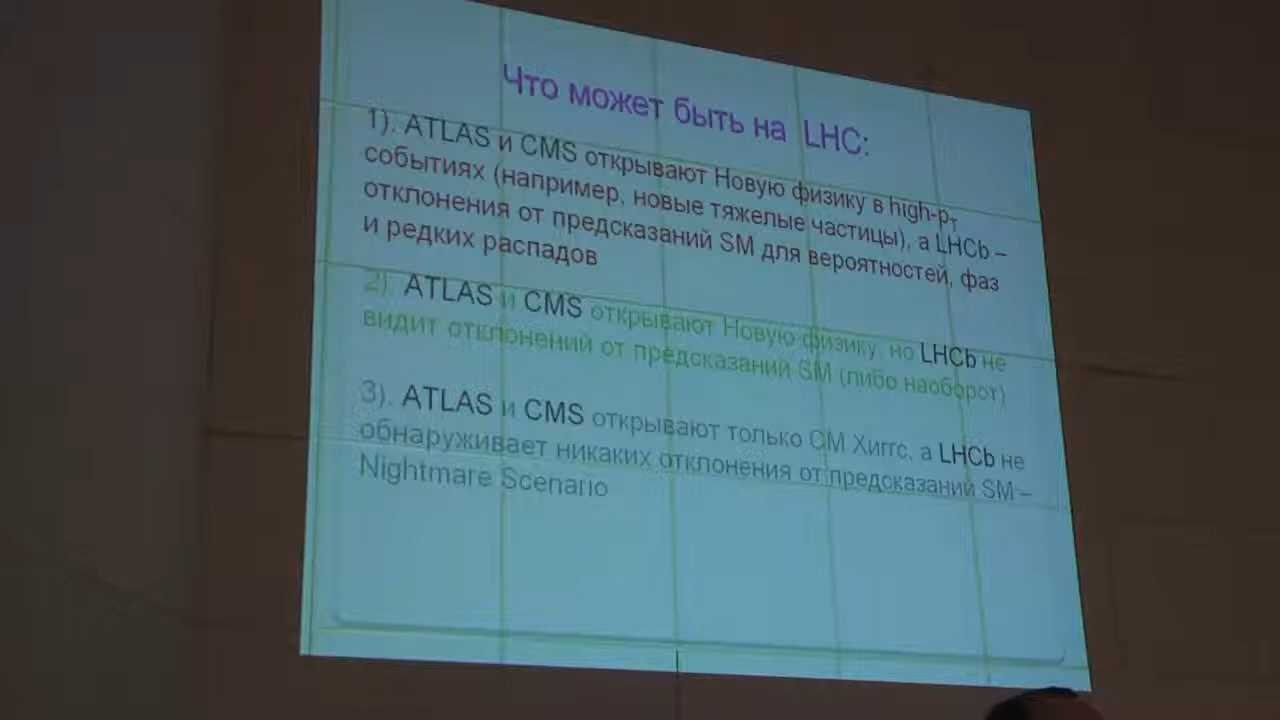 Что может быть на LHC:
1). ATLAS и CMS открывают Новую физику в high-pT
событиях (например, новые тяжелые частицы), а LHCb –
отклонения от предсказаний SM для вероятностей, фаз
и редких распадов
2). ATLAS и CMS открывают Новую физику, но LHCb не
видит отклонений от предсказаний SM (либо наоборот)
3). ATLAS и CMS открывают только СМ Хиггс, а LHCb не
обнаруживает никаких отклонения от предсказаний SM –
Nightmare Scenario